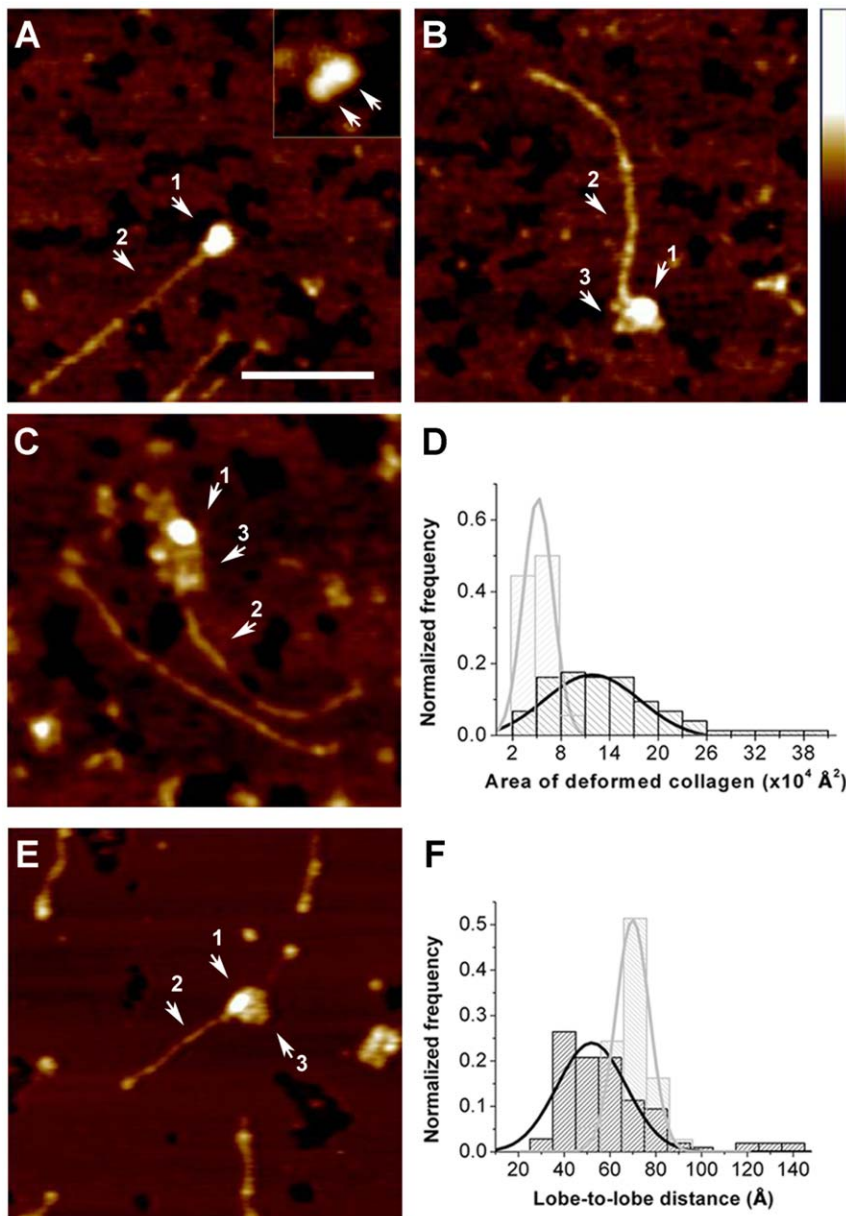 A
1
2
B
2
3
1
C
1
3
2
D
Normalized frequency
0.6
0.4
0.2
0.0
2 8 14 20 26 32 38
Area of deformed collagen (x10⁴ Å²)
E
1
2
3
F
Normalized frequency
0.5
0.4
0.3
0.2
0.1
0.0
20 40 60 80 100 120 140
Lobe-to-lobe distance (Å)